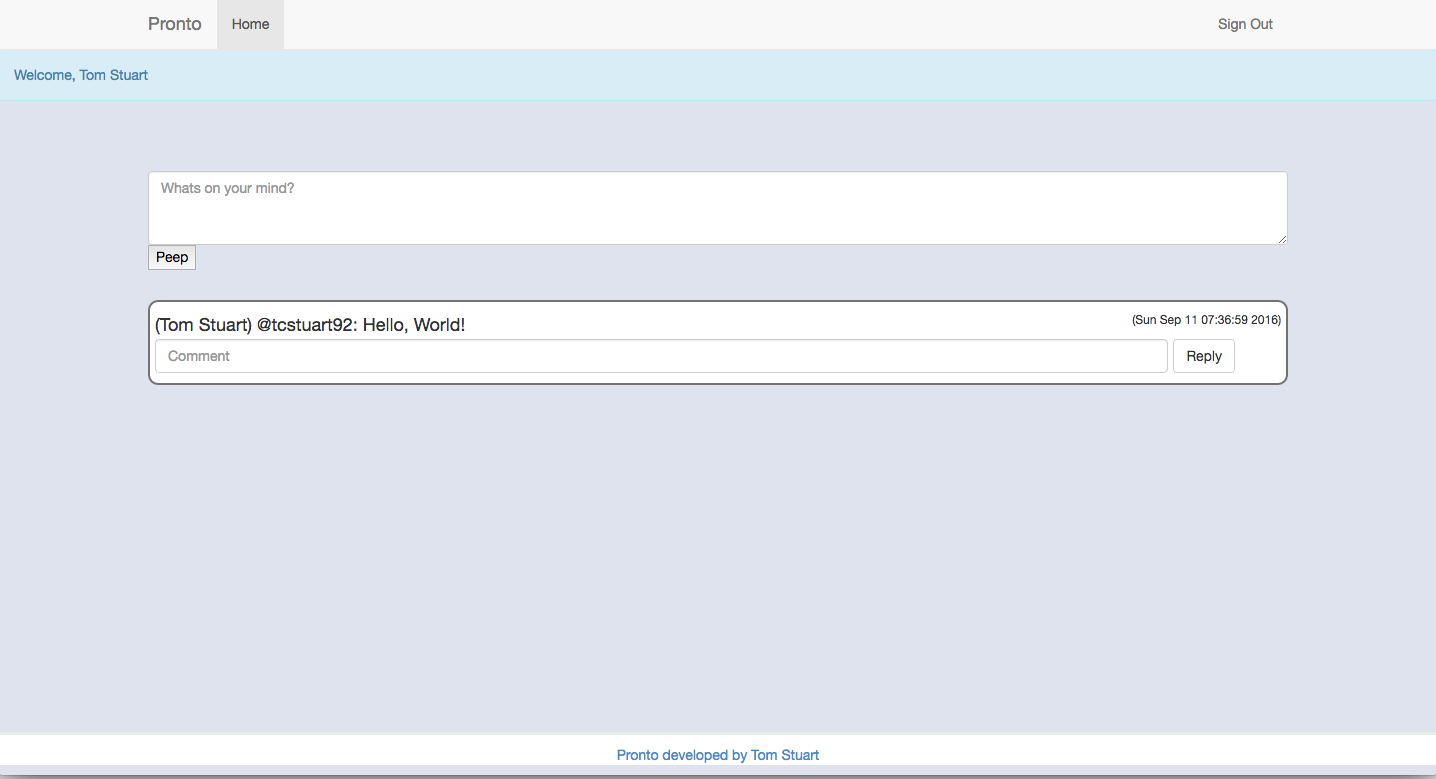 Pronto Home Sign Out
Welcome, Tom Stuart
Whats on your mind?
Peep
(Tom Stuart) @tcstuart92: Hello, World! (Sun Sep 11 07:36:59 2016)
Comment Reply
Pronto developed by Tom Stuart